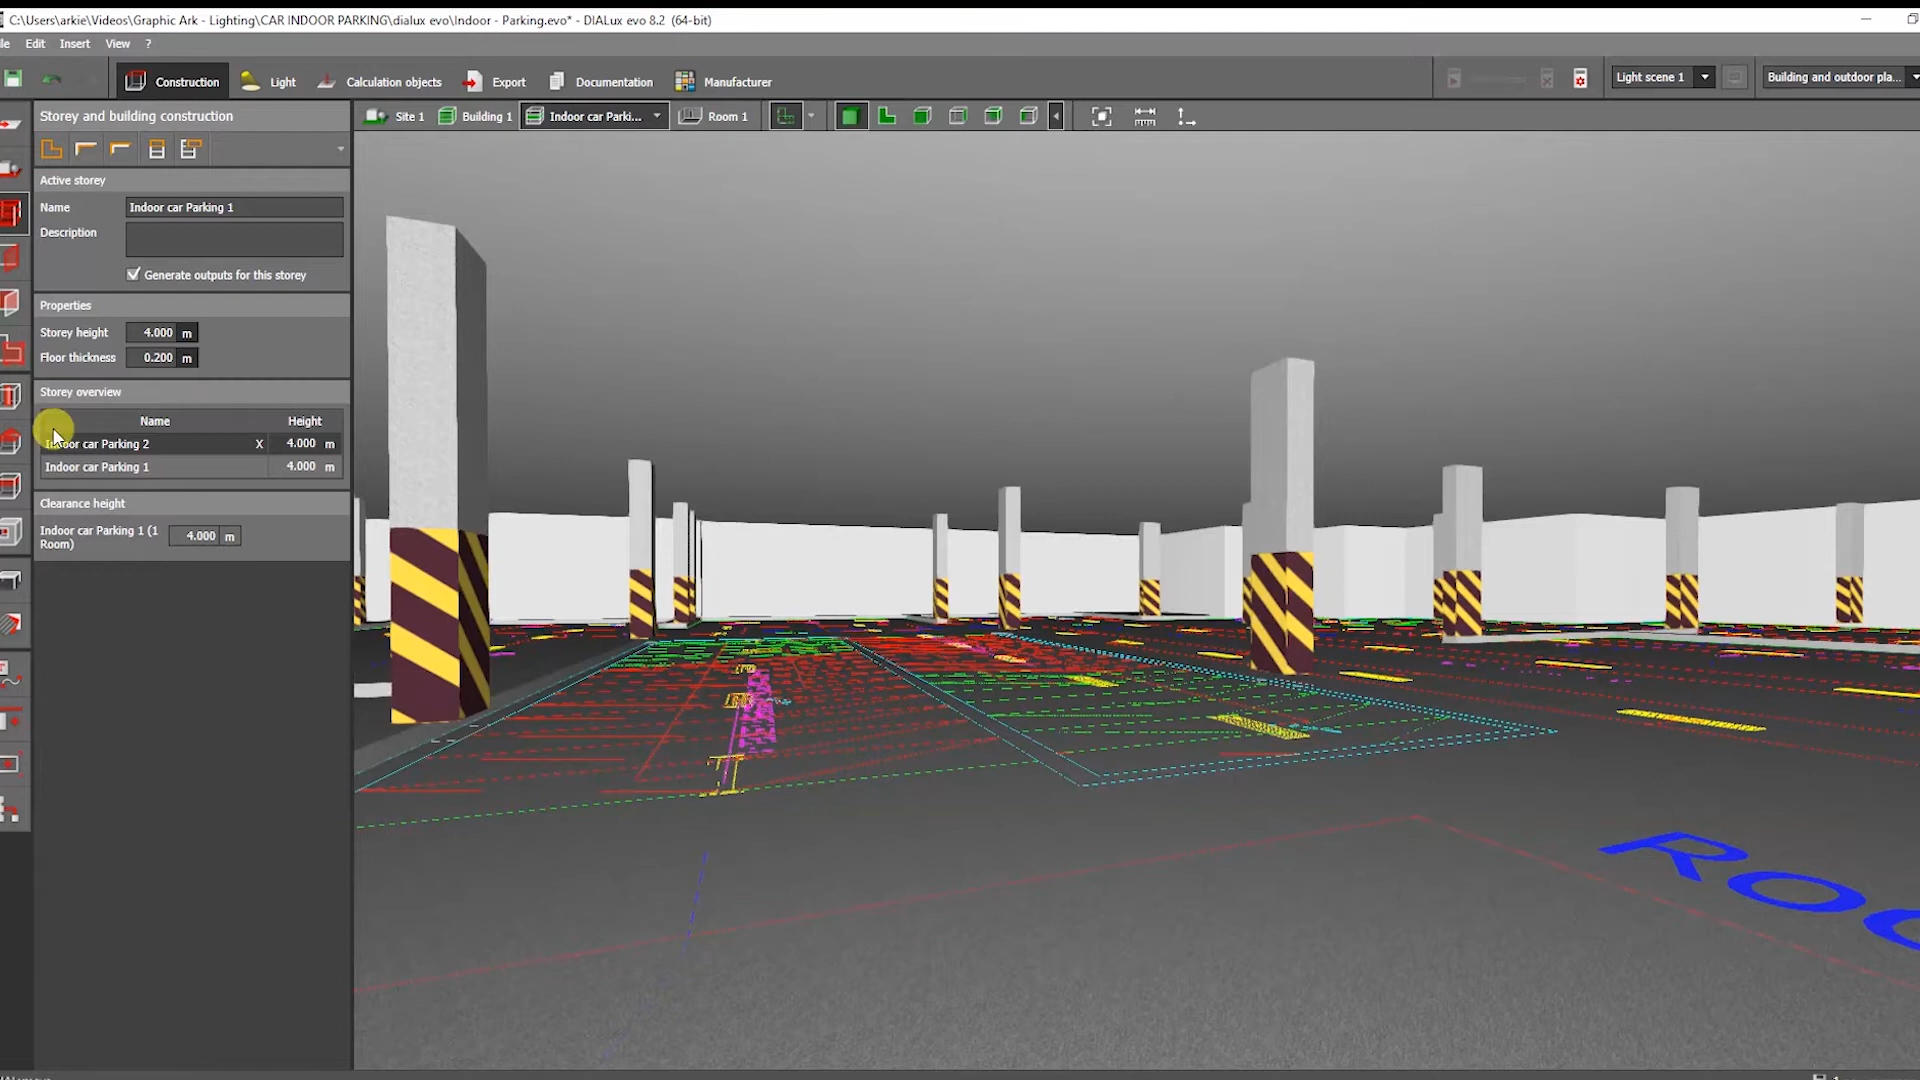 C:\Users\arkie\Videos\Graphic Ark - Lighting\CAR INDOOR PARKING\dialux evo\Indoor - Parking.evo* - DIALux evo 8.2 (64-bit)
Edit Insert View ?
Construction Light Calculation objects Export Documentation Manufacturer
Light scene 1 Building and outdoor pla...
Storey and building construction
Site 1 Building 1 Indoor car Parki... Room 1
Active storey
Name Indoor car Parking 1
Description
Generate outputs for this storey
Properties
Storey height 4.000 m
Floor thickness 0.200 m
Storey overview
Name Height
Indoor car Parking 2 X 4.000 m
Indoor car Parking 1 4.000 m
Clearance height
Indoor car Parking 1 (1
Room) 4.000 m